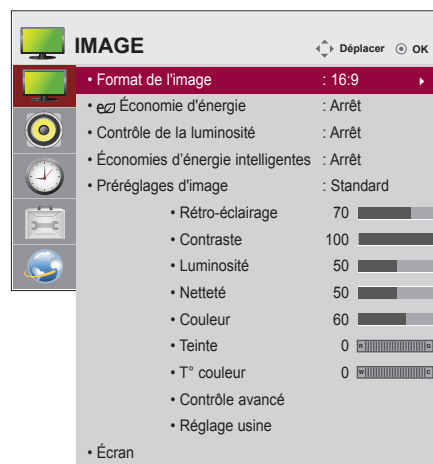 IMAGE Déplacer OK
• Format de l'image : 16:9
• Économie d'énergie : Arrêt
• Contrôle de la luminosité : Arrêt
• Économies d’énergie intelligentes : Arrêt
• Préréglages d'image : Standard
• Rétro-éclairage 70
• Contraste 100
• Luminosité 50
• Netteté 50
• Couleur 60
• Teinte 0 R G
• T° couleur 0 W C
• Contrôle avancé
• Réglage usine
• Écran